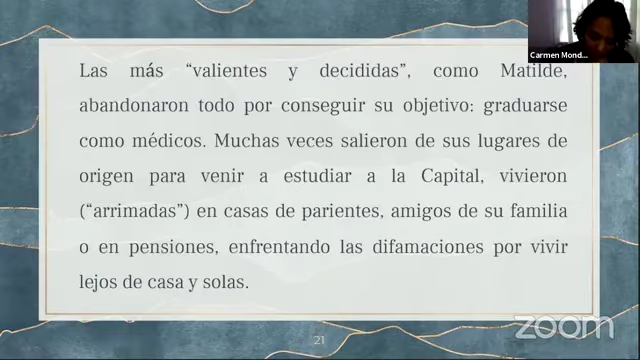 Las más “valientes y decididas”, como Matilde,
abandonaron todo por conseguir su objetivo: graduarse
como médicos. Muchas veces salieron de sus lugares de
origen para venir a estudiar a la Capital, vivieron
(“arrimadas”) en casas de parientes, amigos de su familia
o en pensiones, enfrentando las difamaciones por vivir
lejos de casa y solas.
21
Carmen Mond...
zoom